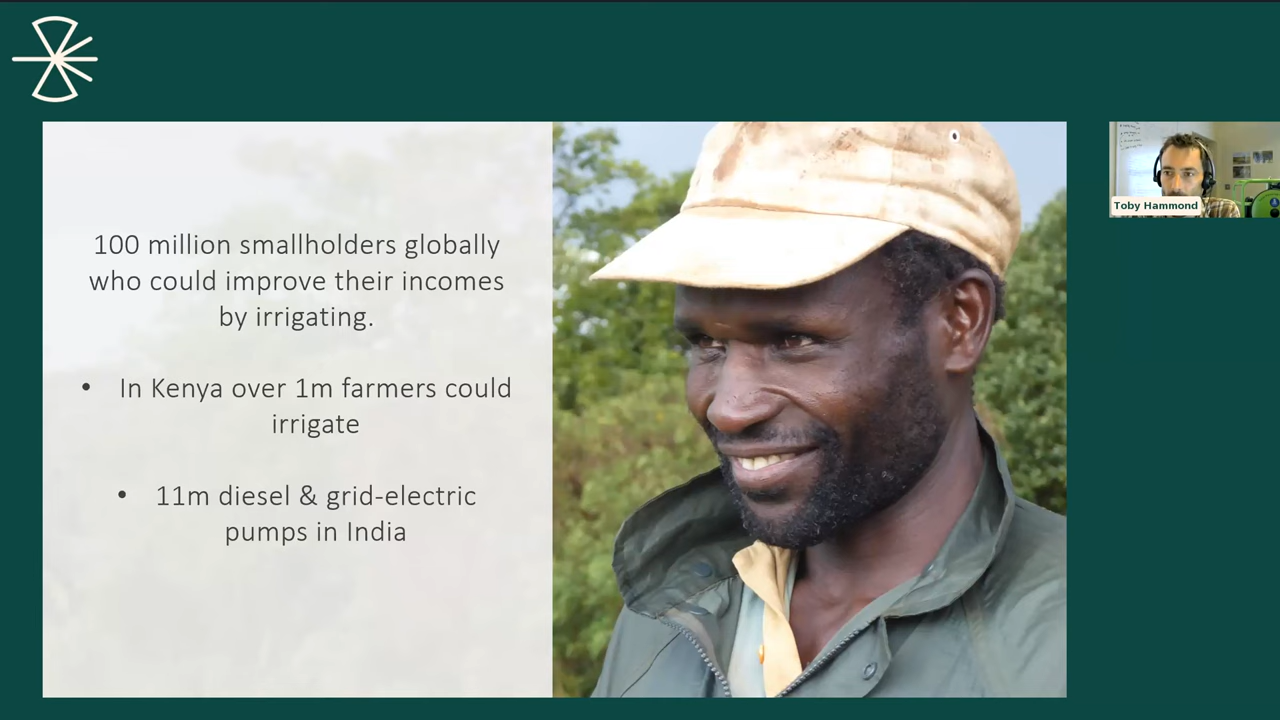 100 million smallholders globally
who could improve their incomes
by irrigating.
• In Kenya over 1m farmers could
irrigate
• 11m diesel & grid-electric
pumps in India
Toby Hammond